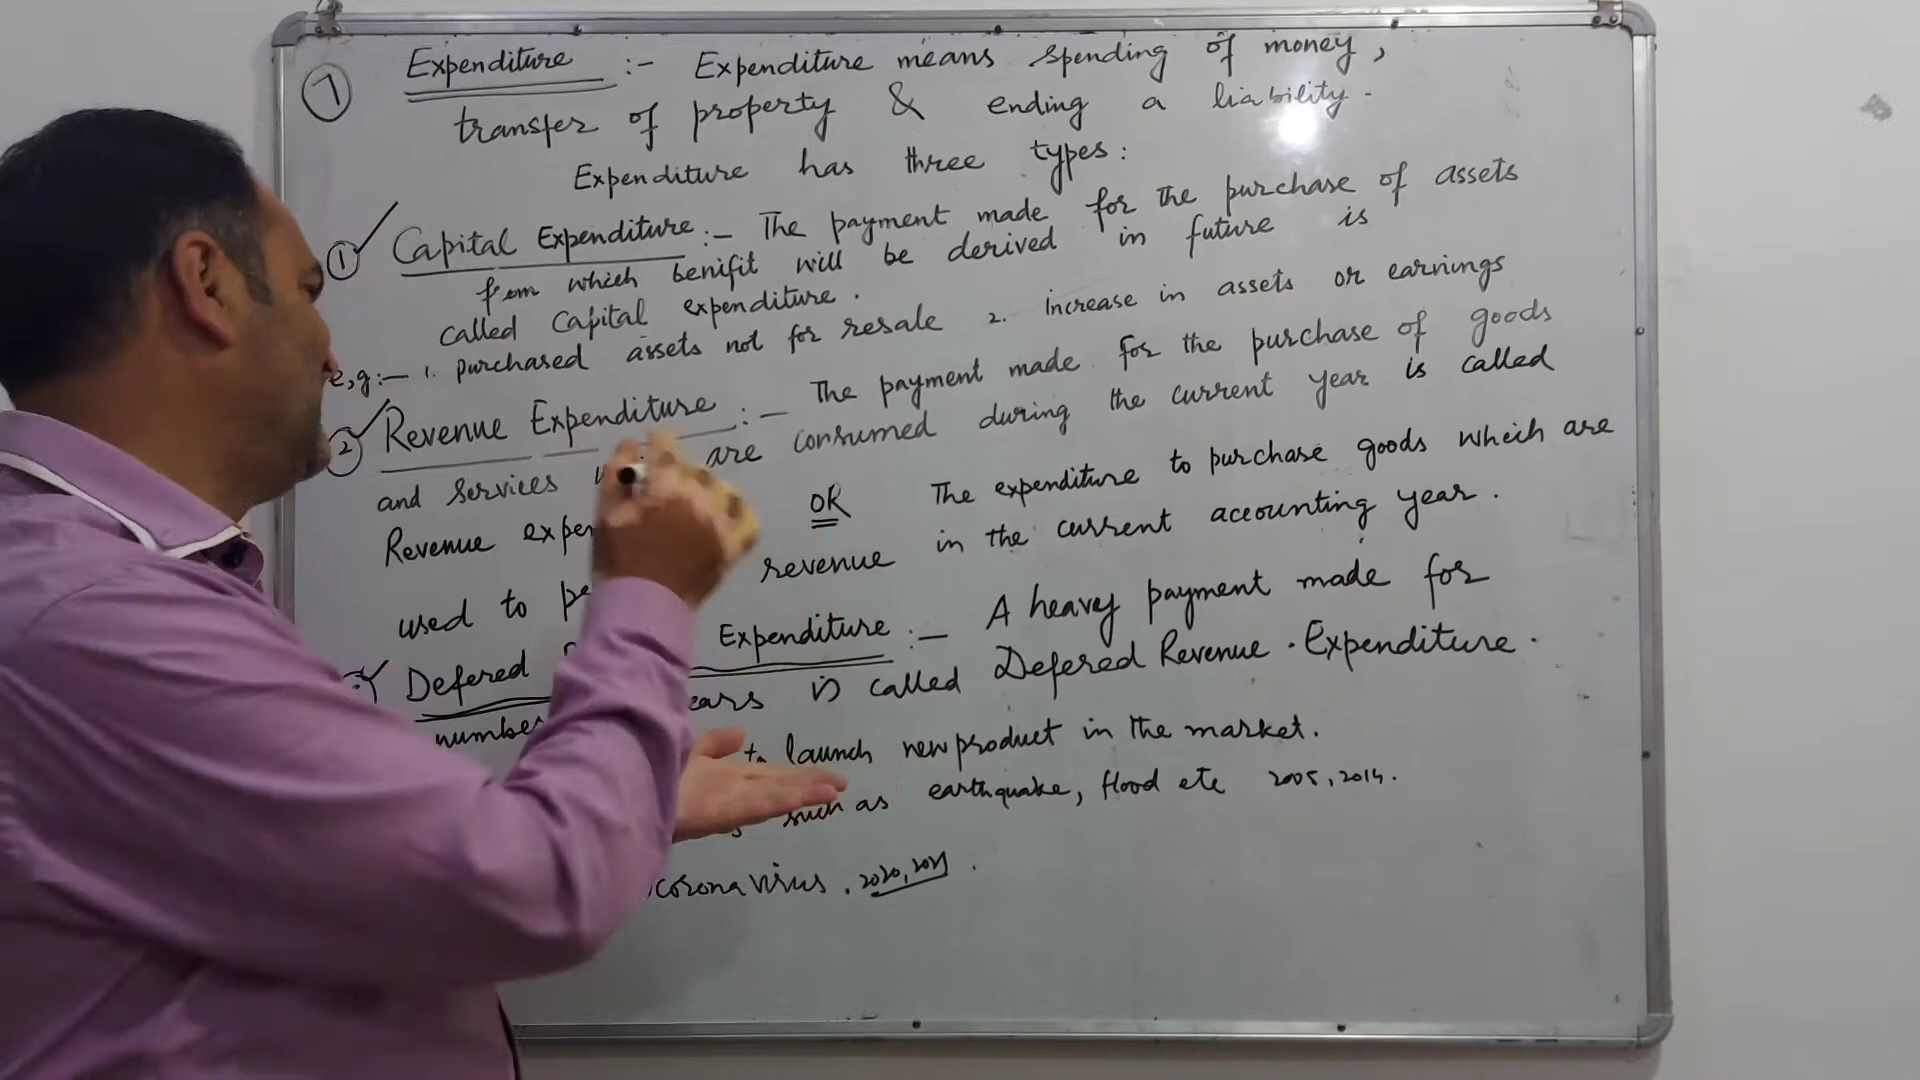 7 Expenditure :- Expenditure means spending of money,
transfer of property & ending a liability.
Expenditure has three types:
1 Capital Expenditure :- The payment made for the purchase of assets
from which benifit will be derived in future is
called Capital expenditure.
e,g:- 1. purchased assets not for resale 2. increase in assets or earnings
2 Revenue Expenditure :- The payment made for the purchase of goods
and services are consumed during the current year is called
Revenue OR The expenditure to purchase goods which are
used to revenue in the current accounting year.
Defered Expenditure :- A heavy payment made for
is called Defered Revenue . Expenditure .
launch new product in the market.
such as earthquake, flood etc 2005, 2014.
coronavirus . 2020, 2021 .